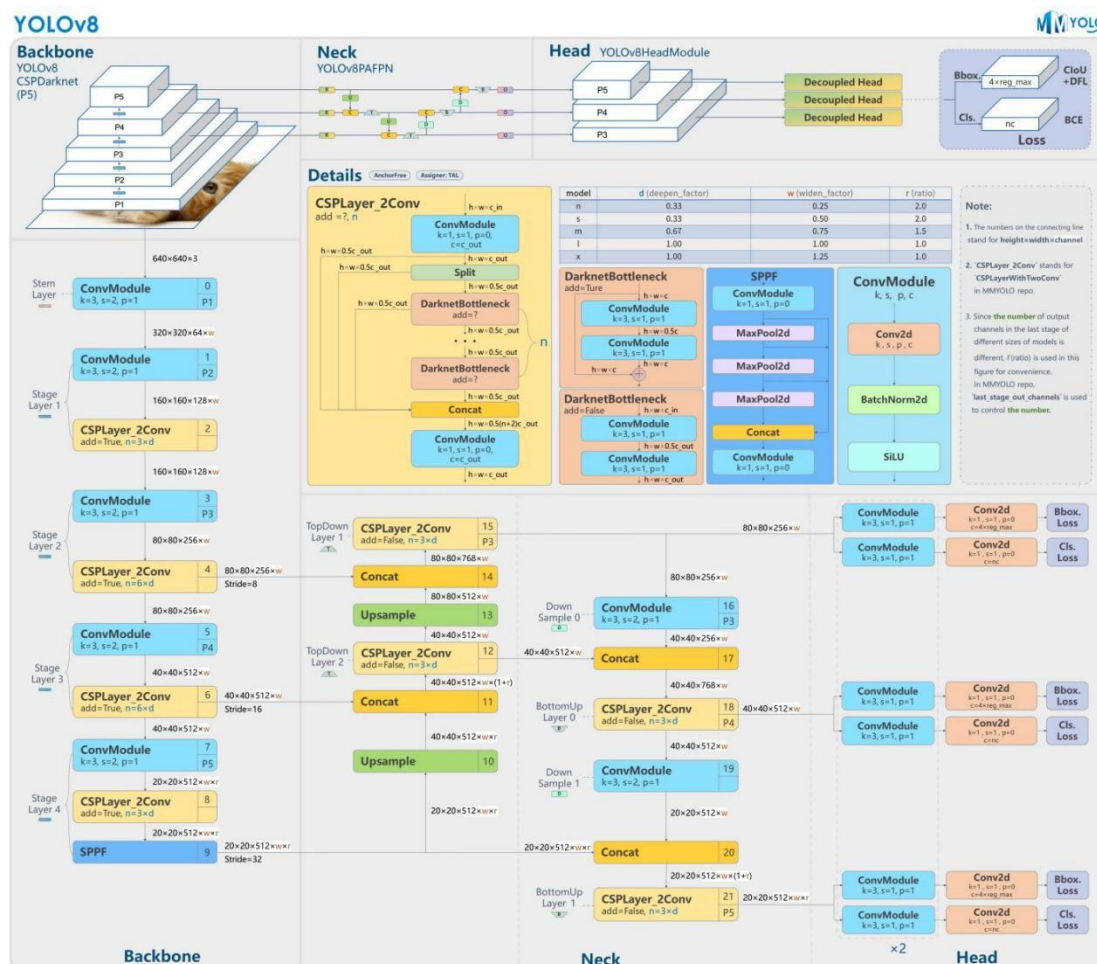 YOLOv8
MMYOLO
Backbone
YOLOv8
CSPDarknet
(P5)
P5
P4
P3
P2
P1
Neck
YOLOv8PAFPN
Head YOLOv8HeadModule
P5
P4
P3
Decoupled Head
Decoupled Head
Decoupled Head
Bbox.
4×reg_max
CIoU
+DFL
Cls.
nc
BCE
Loss
Details
AnchorFree
Assigner: TAL
CSPLayer_2Conv
add =?, n
h=w=c_in
ConvModule
k=1, s=1, p=0,
c=c_out
h=w=0.5c_out
h=w=c_out
h=w=0.5c_out
Split
h=w=0.5c_out
DarknetBottleneck
add=?
h=w=0.5c_out
• • •
n
h=w=0.5c_out
DarknetBottleneck
add=?
h=w=0.5c_out
Concat
h=w=0.5(n+2)c_out
ConvModule
k=1, s=1, p=0,
c=c_out
h=w=c_out
model d (deepen_factor) w (widen_factor) r (ratio)
n 0.33 0.25 2.0
s 0.33 0.50 2.0
m 0.67 0.75 1.5
l 1.00 1.00 1.0
x 1.00 1.25 1.0
DarknetBottleneck
add=Ture
h=w=c
ConvModule
k=3, s=1, p=1
h=w=0.5c
ConvModule
k=3, s=1, p=1
h=w=c
h=w=c
DarknetBottleneck
add=False
h=w=c_in
ConvModule
k=3, s=1, p=1
h=w=0.5c_out
ConvModule
k=3, s=1, p=1
h=w=c_out
SPPF
ConvModule
k=1, s=1, p=0
MaxPool2d
MaxPool2d
MaxPool2d
Concat
ConvModule
k=1, s=1, p=0
ConvModule
k, s, p, c
Conv2d
k, s, p, c
BatchNorm2d
SiLU
Note:
1. The numbers on the connecting line
stand for height×width×channel
2. `CSPLayer_2Conv` stands for
`CSPLayerWithTwoConv`
in MMYOLO repo.
3. Since the number of output
channels in the last stage of
different sizes of models is
different, r(ratio) is used in this
figure for convenience.
In MMYOLO repo,
`last_stage_out_channels` is used
to control the number.
640×640×3
Stem
Layer
ConvModule
k=3, s=2, p=1
0
P1
320×320×64×w
ConvModule
k=3, s=2, p=1
1
P2
Stage
Layer 1
160×160×128×w
CSPLayer_2Conv
add=True, n=3×d
2
160×160×128×w
ConvModule
k=3, s=2, p=1
3
P3
Stage
Layer 2
80×80×256×w
CSPLayer_2Conv
add=True, n=6×d
4
80×80×256×w
Stride=8
80×80×256×w
ConvModule
k=3, s=2, p=1
5
P4
Stage
Layer 3
40×40×512×w
CSPLayer_2Conv
add=True, n=6×d
6
40×40×512×w
Stride=16
40×40×512×w
ConvModule
k=3, s=2, p=1
7
P5
Stage
Layer 4
20×20×512×w×r
CSPLayer_2Conv
add=True, n=3×d
8
20×20×512×w×r
SPPF
9
20×20×512×w×r
Stride=32
Backbone
TopDown
Layer 1
T
CSPLayer_2Conv
add=False, n=3×d
15
P3
80×80×768×w
Concat
14
80×80×512×w
Upsample
13
40×40×512×w
TopDown
Layer 2
T
CSPLayer_2Conv
add=False, n=3×d
12
40×40×512×w
40×40×512×w×(1+r)
Concat
11
40×40×512×w×r
Upsample
10
20×20×512×w×r
20×20×512×w×r
80×80×256×w
80×80×256×w
Down
Sample 0
D
ConvModule
k=3, s=2, p=1
16
P3
40×40×256×w
Concat
17
40×40×768×w
BottomUp
Layer 0
B
CSPLayer_2Conv
add=False, n=3×d
18
P4
40×40×512×w
40×40×512×w
Down
Sample 1
D
ConvModule
k=3, s=2, p=1
19
20×20×512×w
Concat
20
20×20×512×w×(1+r)
BottomUp
Layer 1
B
CSPLayer_2Conv
add=False, n=3×d
21
P5
20×20×512×w×r
Neck
ConvModule
k=3, s=1, p=1
Conv2d
k=1, s=1, p=0
c=4×reg_max
Bbox.
Loss
ConvModule
k=3, s=1, p=1
Conv2d
k=1, s=1, p=0
c=nc
Cls.
Loss
ConvModule
k=3, s=1, p=1
Conv2d
k=1, s=1, p=0
c=4×reg_max
Bbox.
Loss
ConvModule
k=3, s=1, p=1
Conv2d
k=1, s=1, p=0
c=nc
Cls.
Loss
ConvModule
k=3, s=1, p=1
Conv2d
k=1, s=1, p=0
c=4×reg_max
Bbox.
Loss
ConvModule
k=3, s=1, p=1
Conv2d
k=1, s=1, p=0
c=nc
Cls.
Loss
×2
Head